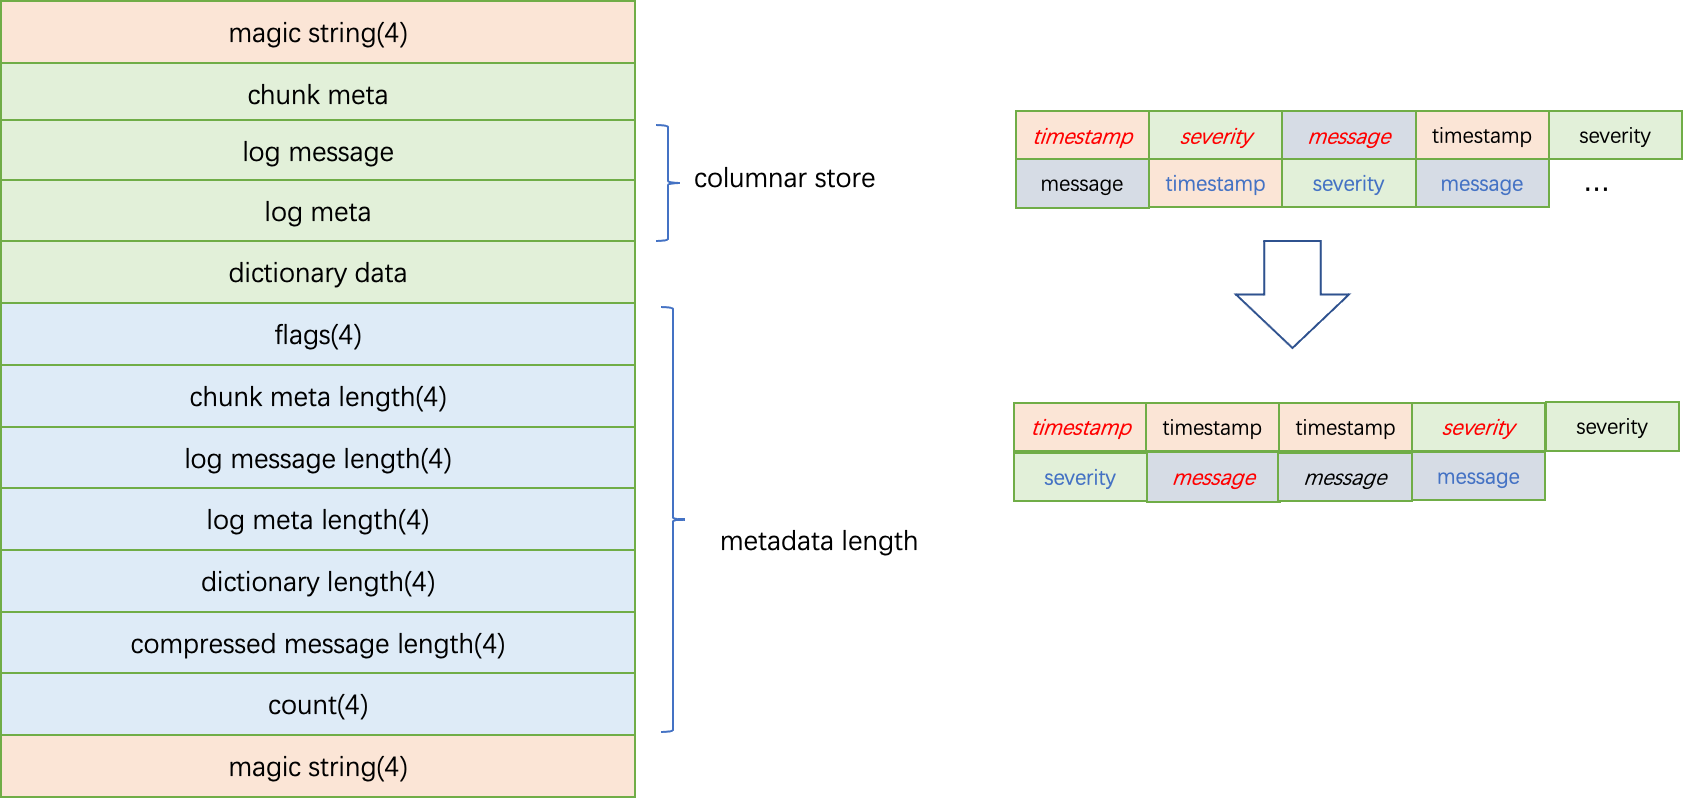 magic string(4)
chunk meta
log message
log meta
dictionary data
flags(4)
chunk meta length(4)
log message length(4)
log meta length(4)
dictionary length(4)
compressed message length(4)
count(4)
magic string(4)
columnar store
metadata length
timestamp severity message timestamp severity
message timestamp severity message ...
timestamp timestamp timestamp severity severity
severity message message message